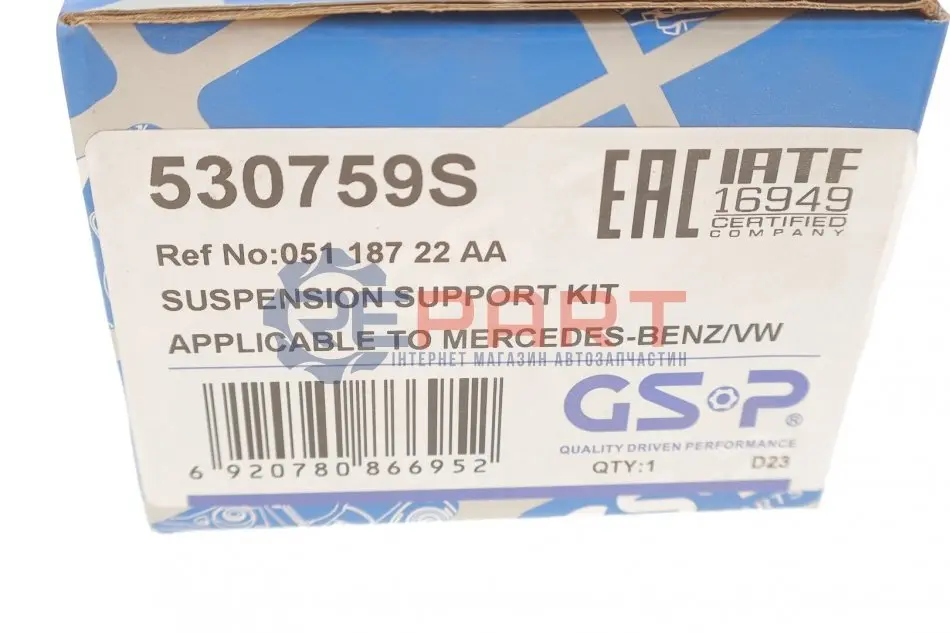 530759S
EAC
IATF
16949
CERTIFIED
COMPANY
Ref No:051 187 22 AA
SUSPENSION SUPPORT KIT
APPLICABLE TO MERCEDES-BENZ/VW
PART
ІНТЕРНЕТ МАГАЗИН АВТОЗАПЧАСТИН
GSP®
QUALITY DRIVEN PERFORMANCE
QTY:1 D23
6 920780 866952